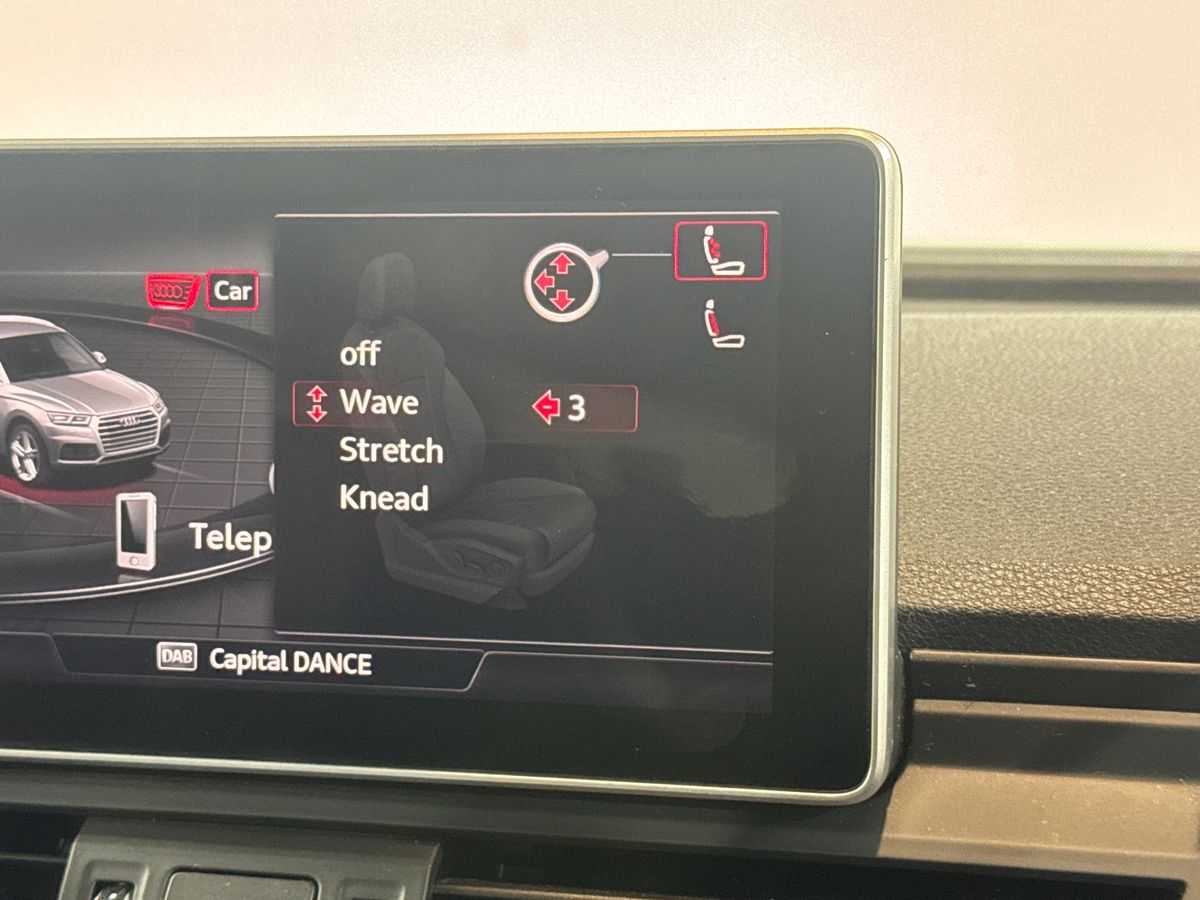 Car
off
Wave 3
Stretch
Knead
Telep
DAB Capital DANCE